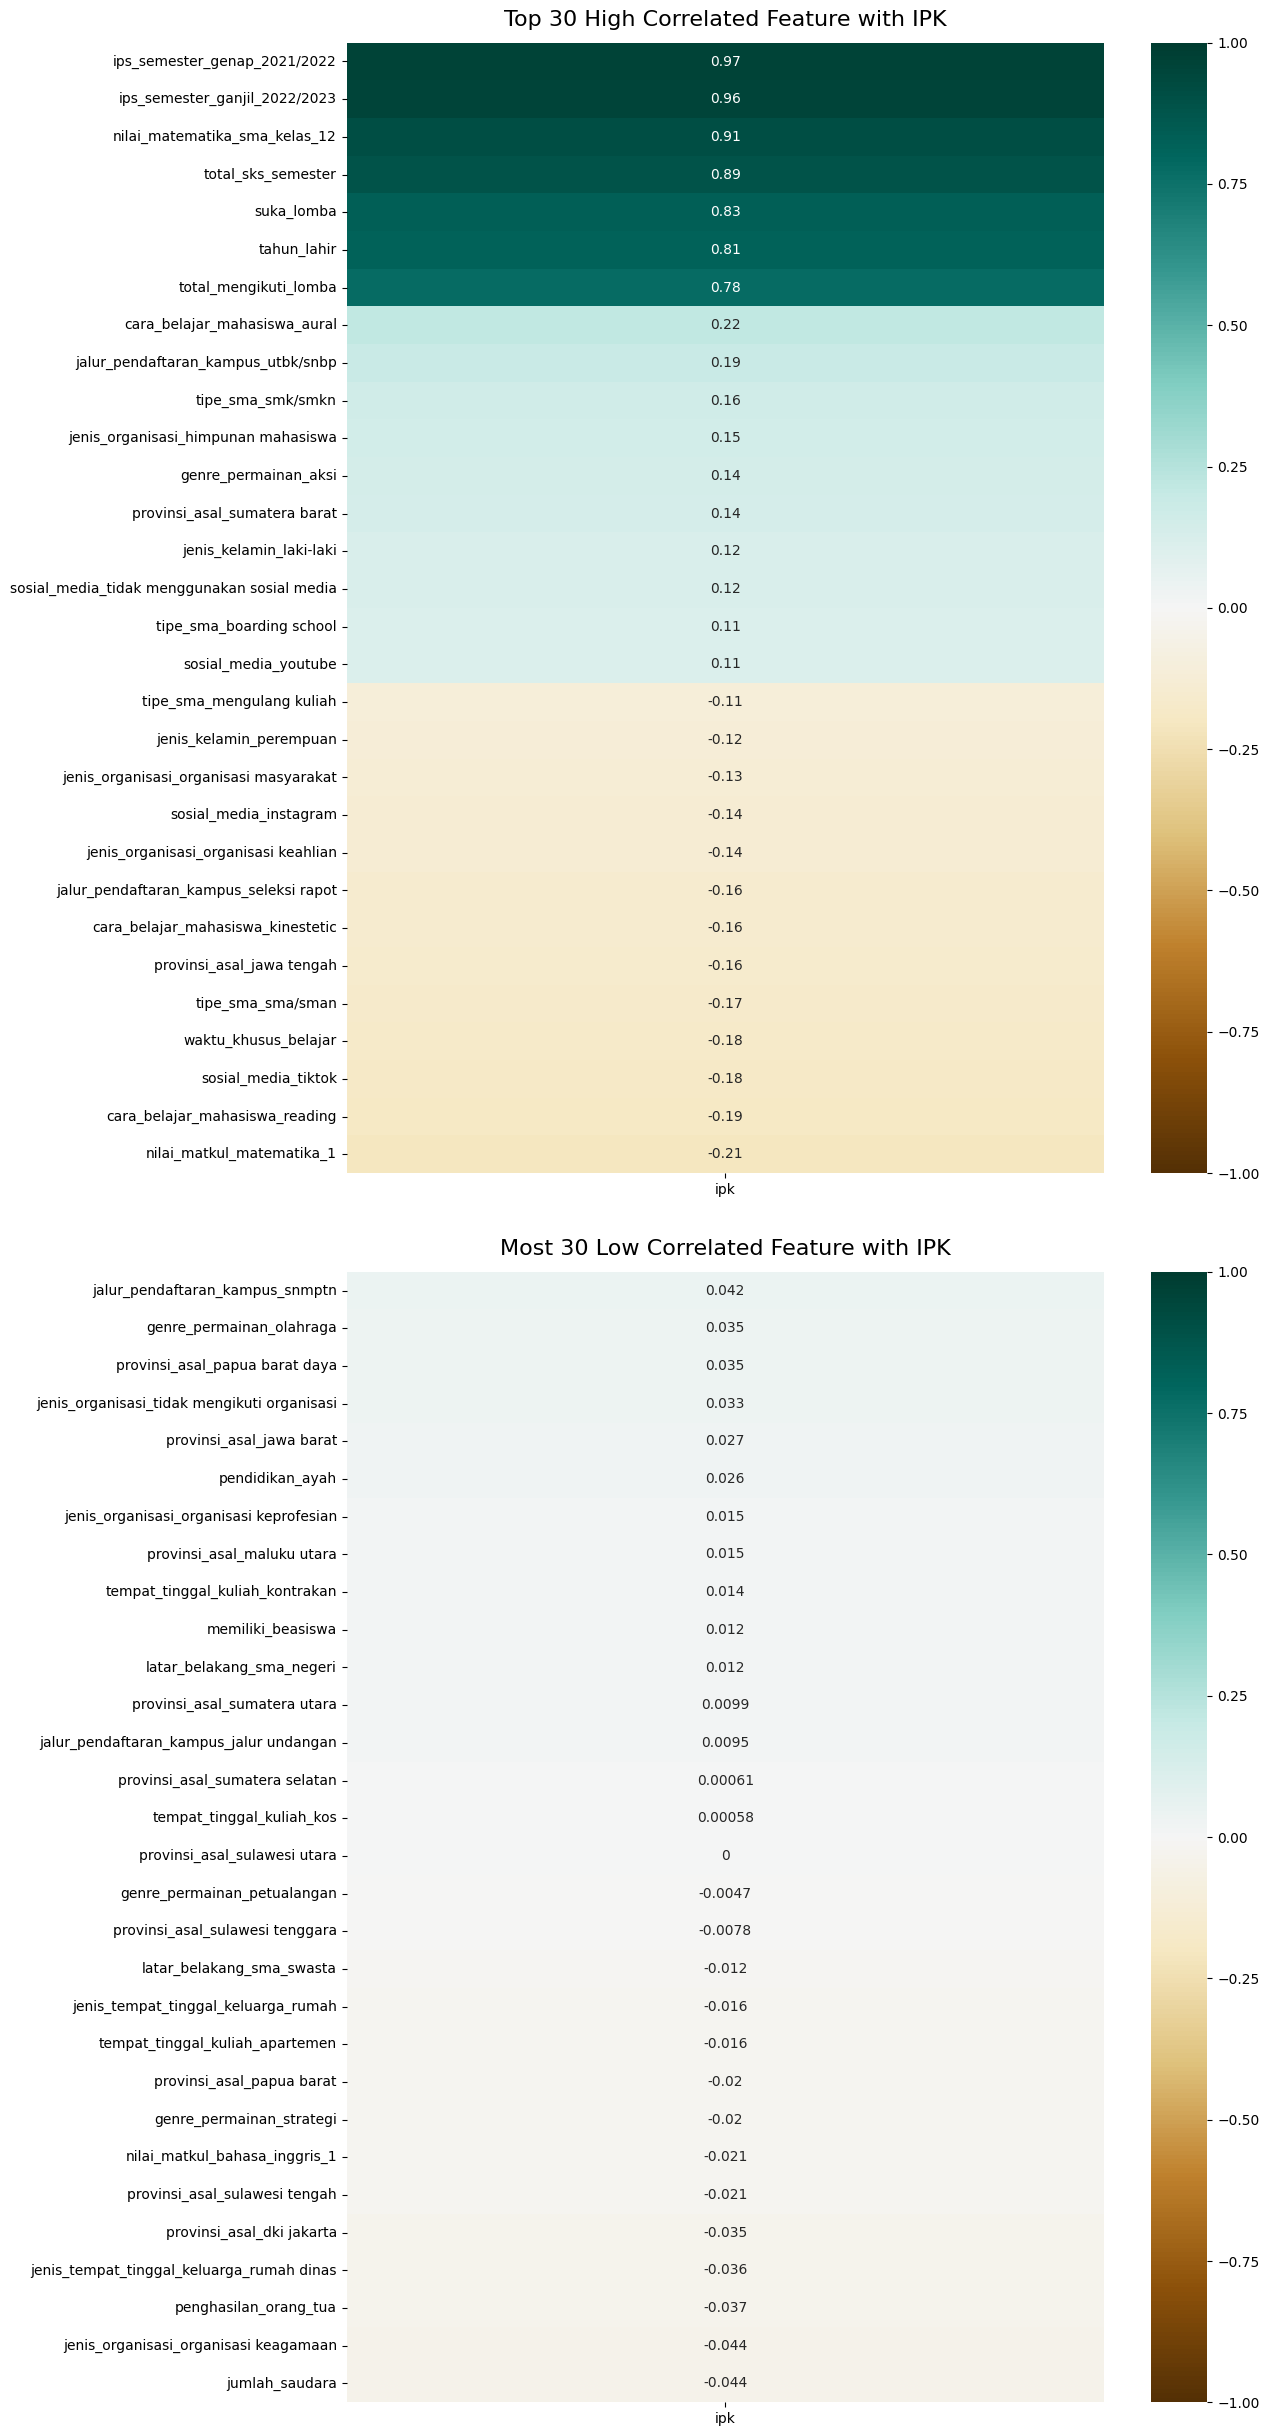 Top 30 High Correlated Feature with IPK
ips_semester_genap_2021/2022 0.97
ips_semester_ganjil_2022/2023 0.96
nilai_matematika_sma_kelas_12 0.91
total_sks_semester 0.89
suka_lomba 0.83
tahun_lahir 0.81
total_mengikuti_lomba 0.78
cara_belajar_mahasiswa_aural 0.22
jalur_pendaftaran_kampus_utbk/snbp 0.19
tipe_sma_smk/smkn 0.16
jenis_organisasi_himpunan mahasiswa 0.15
genre_permainan_aksi 0.14
provinsi_asal_sumatera barat 0.14
jenis_kelamin_laki-laki 0.12
sosial_media_tidak menggunakan sosial media 0.12
tipe_sma_boarding school 0.11
sosial_media_youtube 0.11
tipe_sma_mengulang kuliah -0.11
jenis_kelamin_perempuan -0.12
jenis_organisasi_organisasi masyarakat -0.13
sosial_media_instagram -0.14
jenis_organisasi_organisasi keahlian -0.14
jalur_pendaftaran_kampus_seleksi rapot -0.16
cara_belajar_mahasiswa_kinestetic -0.16
provinsi_asal_jawa tengah -0.16
tipe_sma_sma/sman -0.17
waktu_khusus_belajar -0.18
sosial_media_tiktok -0.18
cara_belajar_mahasiswa_reading -0.19
nilai_matkul_matematika_1 -0.21
ipk
1.00
0.75
0.50
0.25
0.00
−0.25
−0.50
−0.75
−1.00
Most 30 Low Correlated Feature with IPK
jalur_pendaftaran_kampus_snmptn 0.042
genre_permainan_olahraga 0.035
provinsi_asal_papua barat daya 0.035
jenis_organisasi_tidak mengikuti organisasi 0.033
provinsi_asal_jawa barat 0.027
pendidikan_ayah 0.026
jenis_organisasi_organisasi keprofesian 0.015
provinsi_asal_maluku utara 0.015
tempat_tinggal_kuliah_kontrakan 0.014
memiliki_beasiswa 0.012
latar_belakang_sma_negeri 0.012
provinsi_asal_sumatera utara 0.0099
jalur_pendaftaran_kampus_jalur undangan 0.0095
provinsi_asal_sumatera selatan 0.00061
tempat_tinggal_kuliah_kos 0.00058
provinsi_asal_sulawesi utara 0
genre_permainan_petualangan -0.0047
provinsi_asal_sulawesi tenggara -0.0078
latar_belakang_sma_swasta -0.012
jenis_tempat_tinggal_keluarga_rumah -0.016
tempat_tinggal_kuliah_apartemen -0.016
provinsi_asal_papua barat -0.02
genre_permainan_strategi -0.02
nilai_matkul_bahasa_inggris_1 -0.021
provinsi_asal_sulawesi tengah -0.021
provinsi_asal_dki jakarta -0.035
jenis_tempat_tinggal_keluarga_rumah dinas -0.036
penghasilan_orang_tua -0.037
jenis_organisasi_organisasi keagamaan -0.044
jumlah_saudara -0.044
ipk
1.00
0.75
0.50
0.25
0.00
−0.25
−0.50
−0.75
−1.00